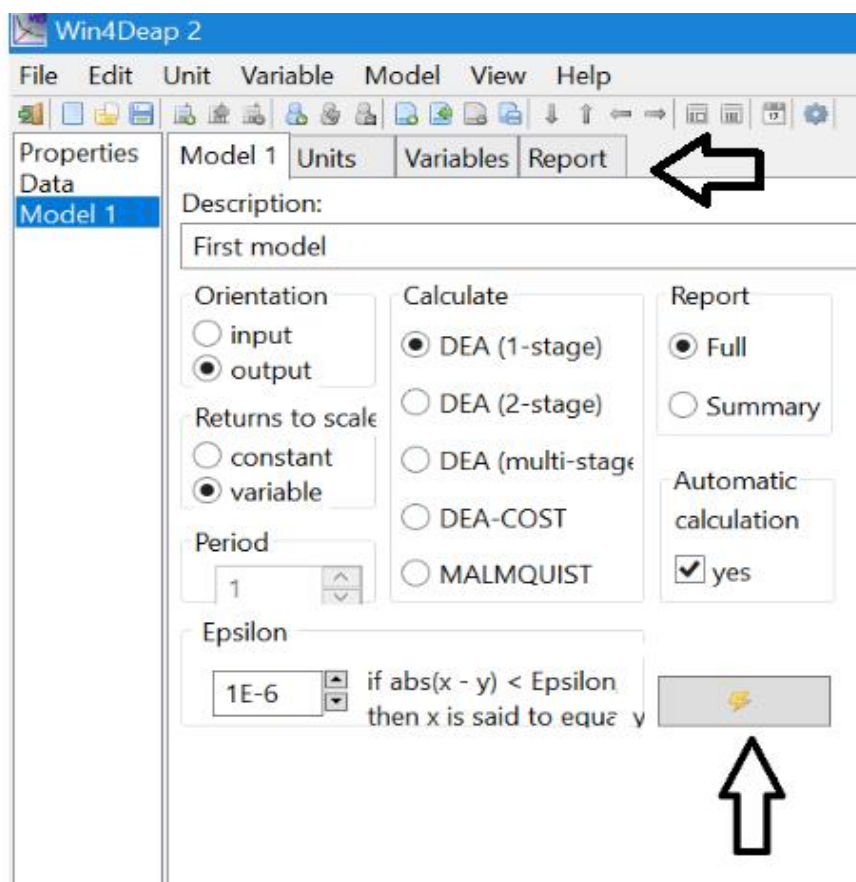 Win4Deap 2
File Edit Unit Variable Model View Help
Properties
Data
Model 1
Model 1 Units Variables Report
Description:
First model
Orientation
input
output
Returns to scale
constant
variable
Period
1
Calculate
DEA (1-stage)
DEA (2-stage)
DEA (multi-stage
DEA-COST
MALMQUIST
Report
Full
Summary
Automatic
calculation
yes
Epsilon
1E-6
if abs(x - y) < Epsilon
then x is said to equa y